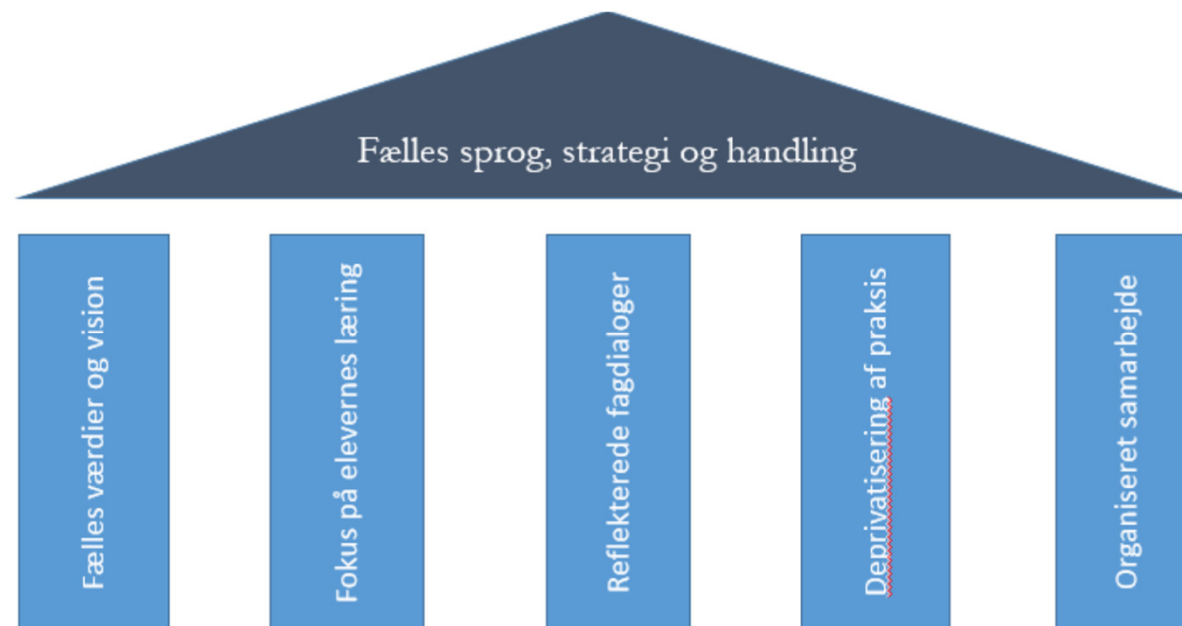 Fælles sprog, strategi og handling
Fælles værdier og vision
Fokus på elevernes læring
Reflekterede fagdialoger
Deprivatisering af praksis
Organiseret samarbejde